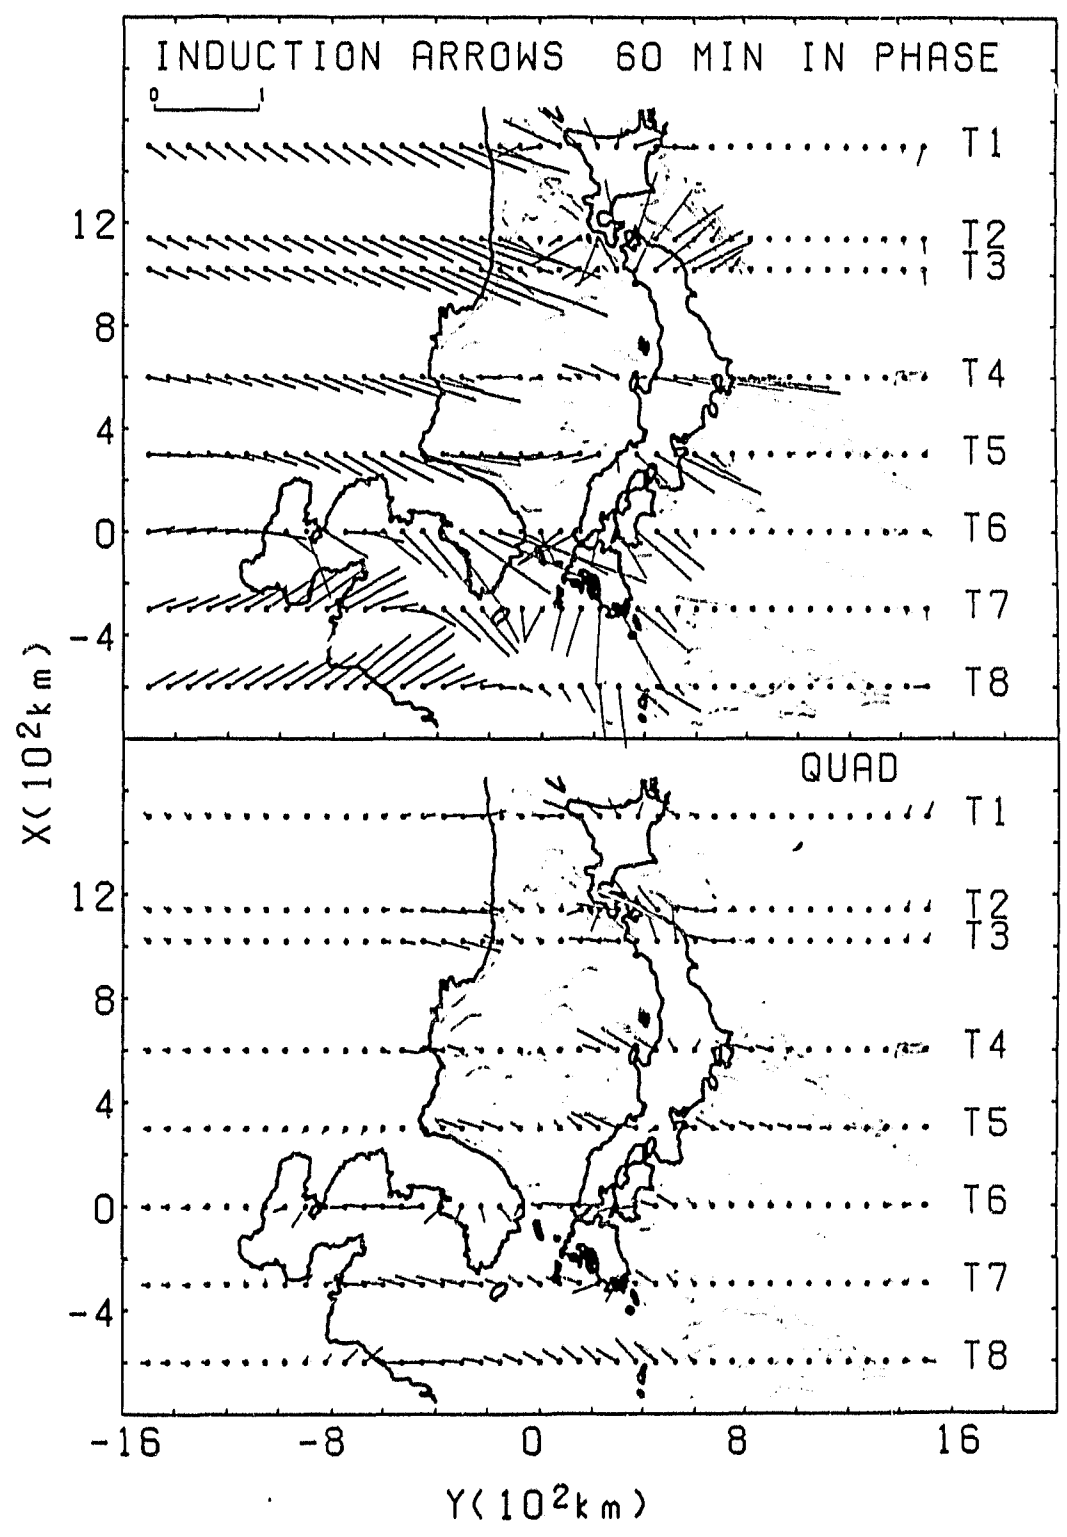 INDUCTION ARROWS 60 MIN IN PHASE
0 1
T1
12
T2
T3
8
T4
4
T5
0
T6
T7
-4
T8
X(10²km)
QUAD
T1
12
T2
T3
8
T4
4
T5
0
T6
T7
-4
T8
-16 -8 0 8 16
Y(10²km)